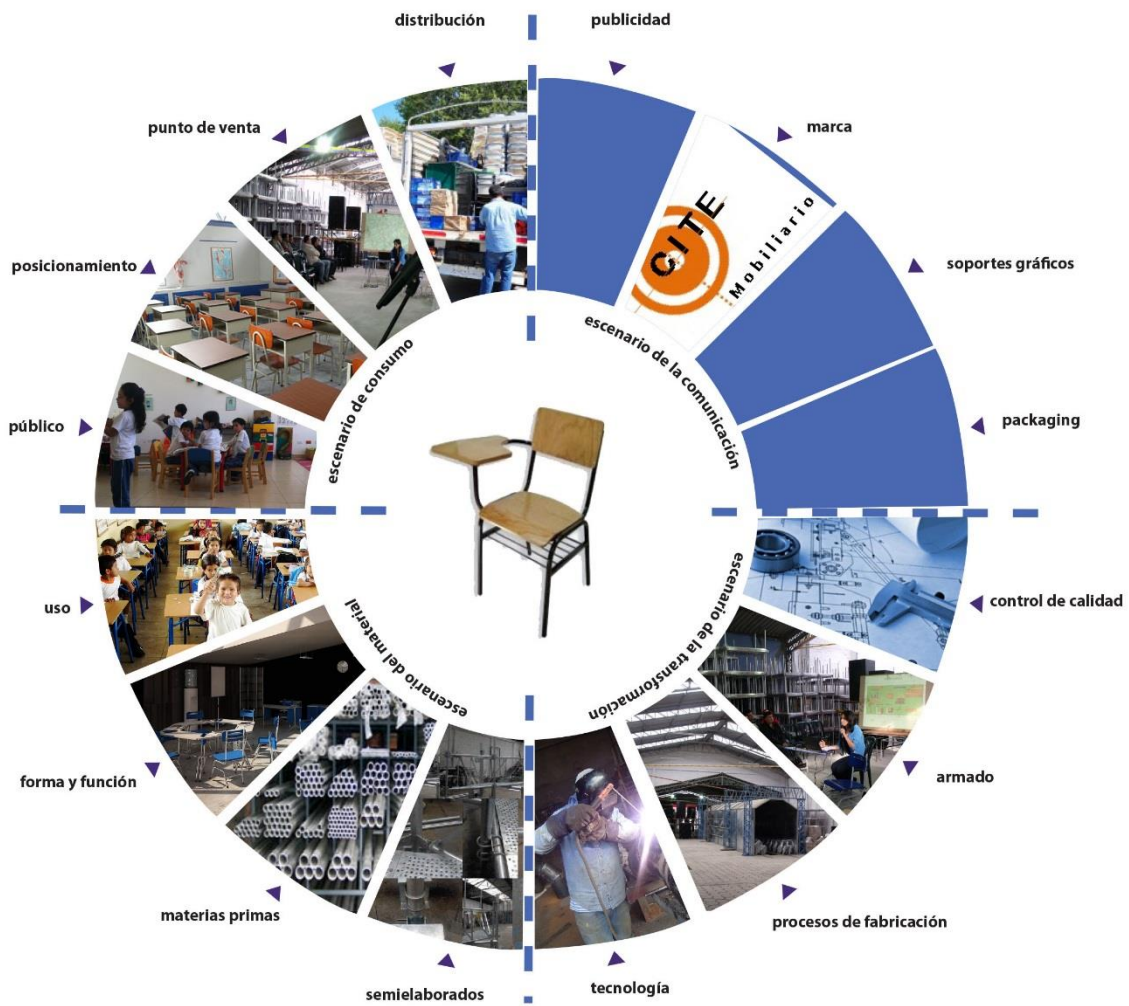 distribución
publicidad
punto de venta
marca
CITE
Mobiliario
posicionamiento
soportes gráficos
público
packaging
escenario de consumo
escenario de la comunicación
uso
control de calidad
escenario del material
escenario de la transformación
forma y función
armado
materias primas
procesos de fabricación
semielaborados
tecnología